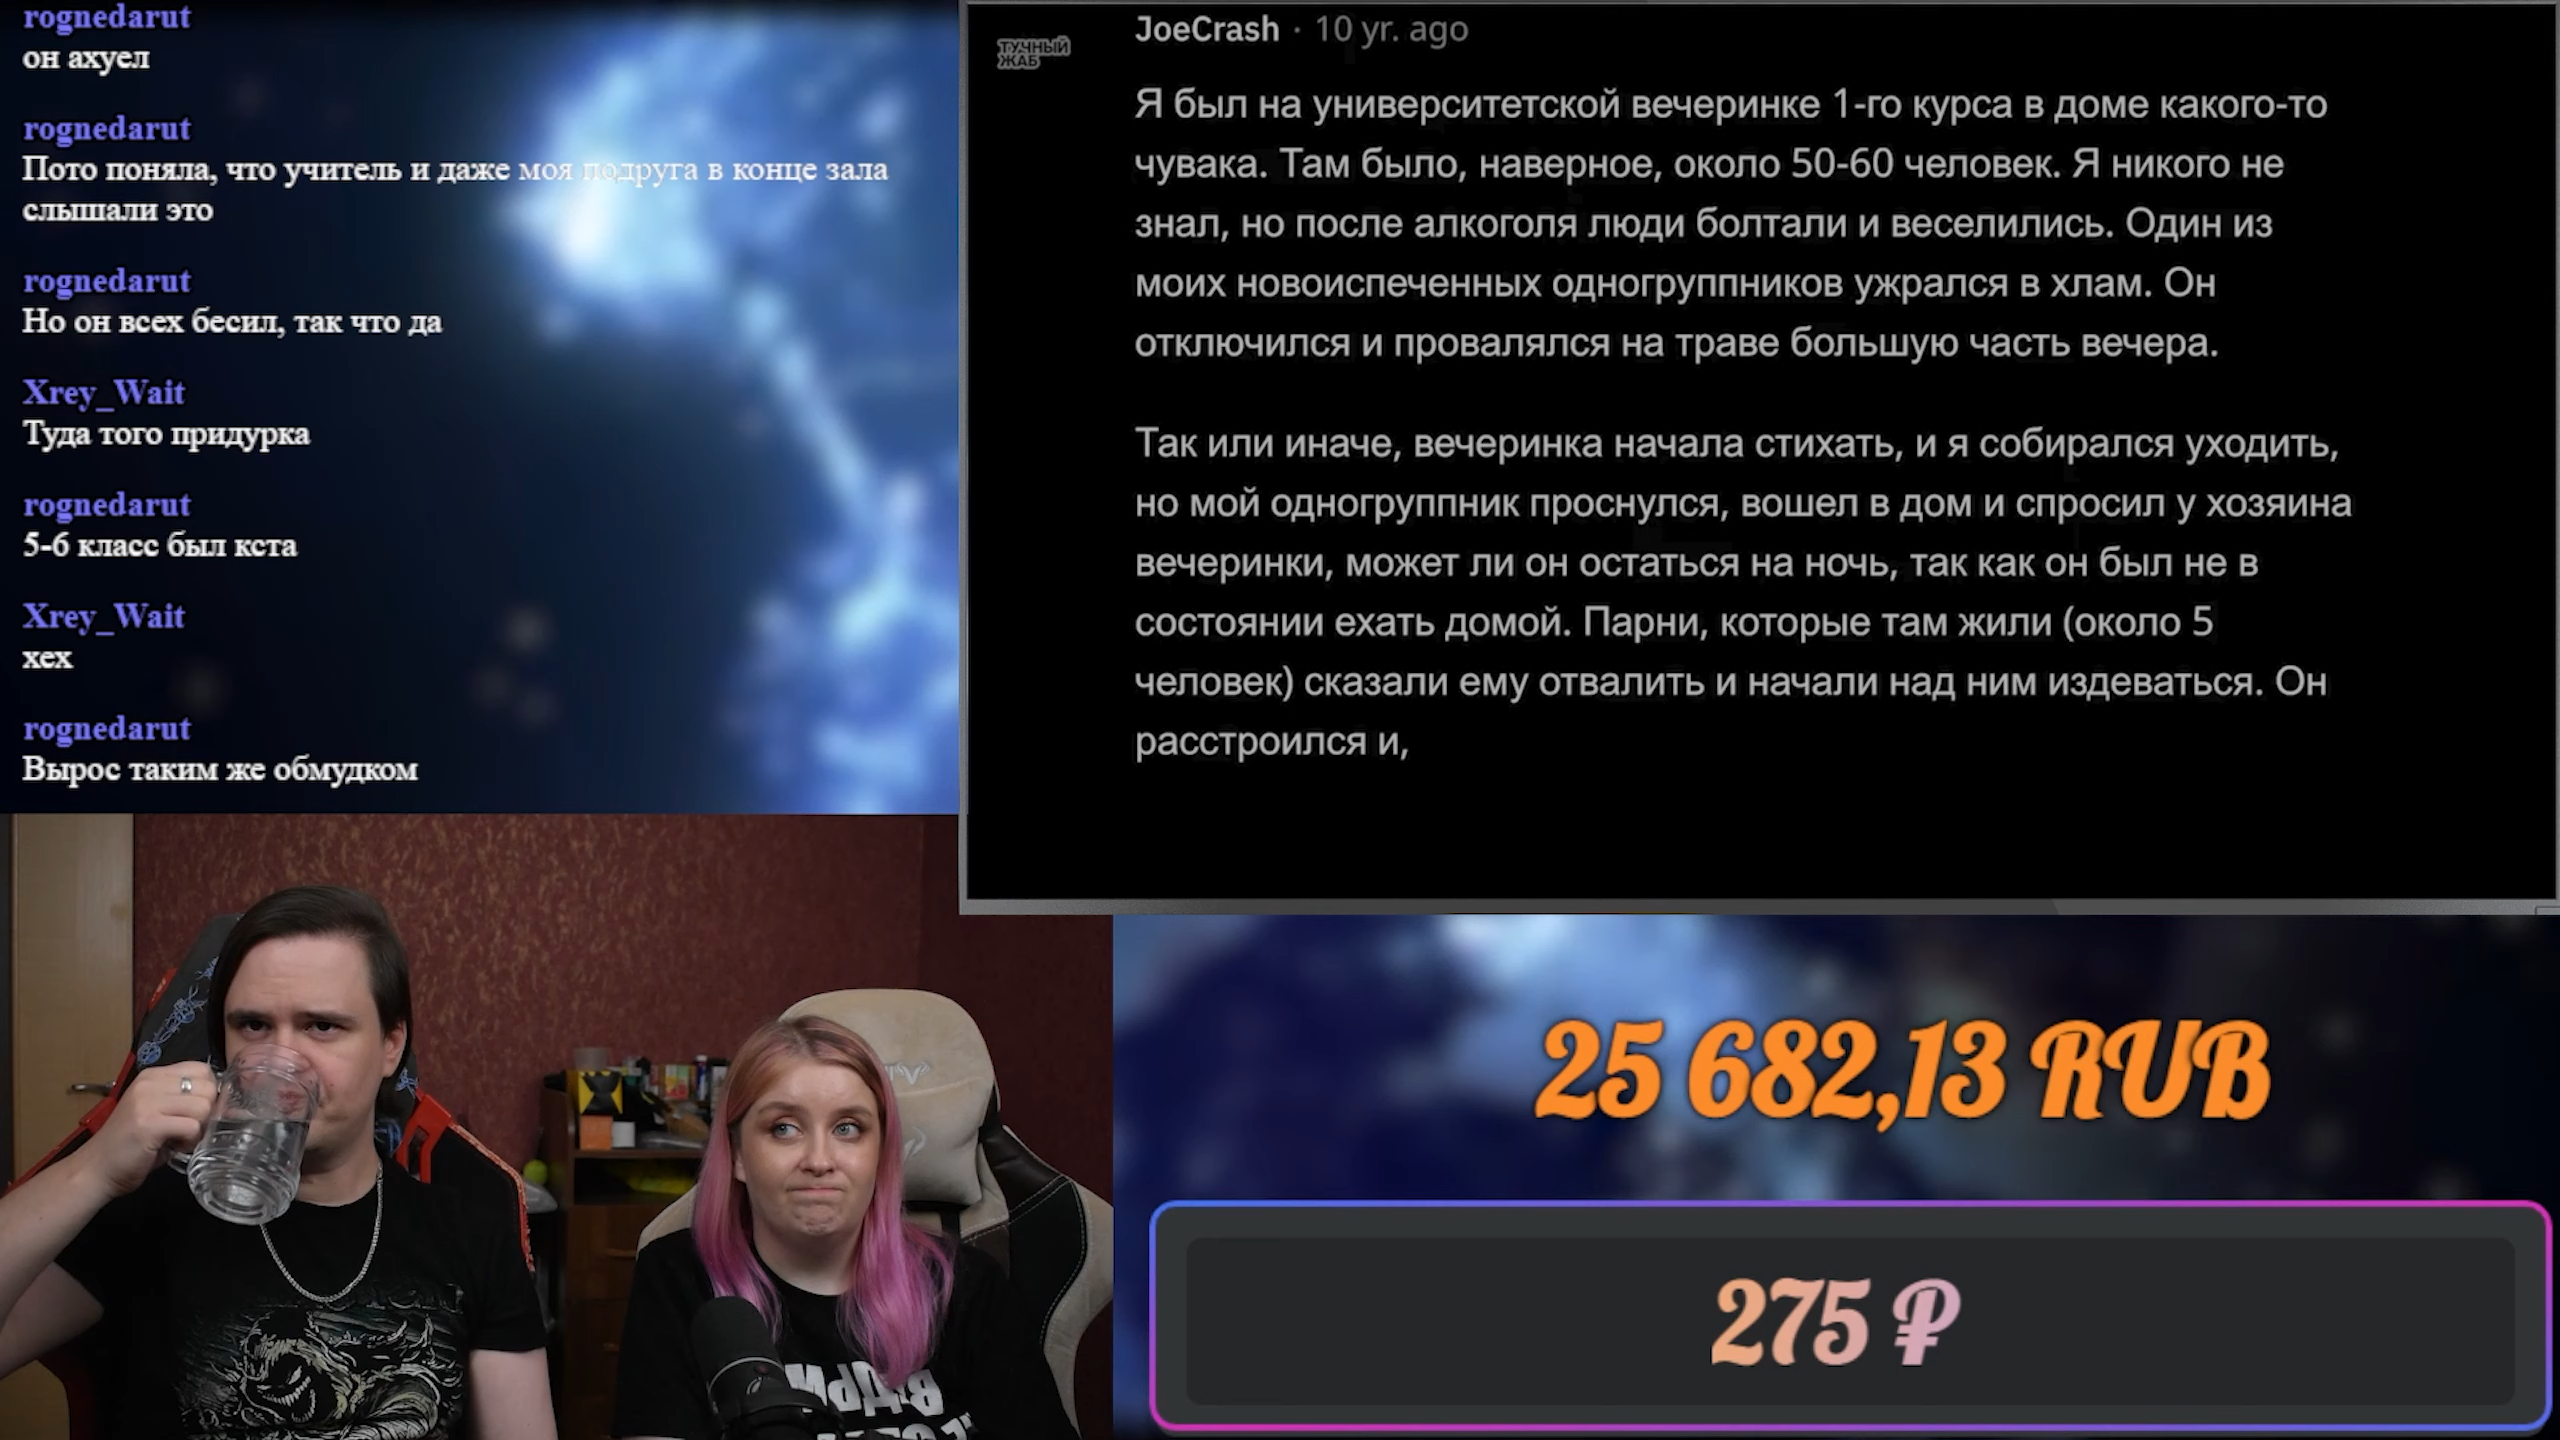 rognedarut
он ахуел
rognedarut
Пото поняла, что учитель и даже моя подруга в конце зала
слышали это
rognedarut
Но он всех бесил, так что да
Xrey_Wait
Туда того придурка
rognedarut
5-6 класс был кста
Xrey_Wait
хех
rognedarut
Вырос таким же обмудком
ТУЧНЫЙ
ЖАБ
JoeCrash · 10 yr. ago
Я был на университетской вечеринке 1-го курса в доме какого-то
чувака. Там было, наверное, около 50-60 человек. Я никого не
знал, но после алкоголя люди болтали и веселились. Один из
моих новоиспеченных одногруппников ужрался в хлам. Он
отключился и провалялся на траве большую часть вечера.
Так или иначе, вечеринка начала стихать, и я собирался уходить,
но мой одногруппник проснулся, вошел в дом и спросил у хозяина
вечеринки, может ли он остаться на ночь, так как он был не в
состоянии ехать домой. Парни, которые там жили (около 5
человек) сказали ему отвалить и начали над ним издеваться. Он
расстроился и,
25 682,13 RUB
275 ₽